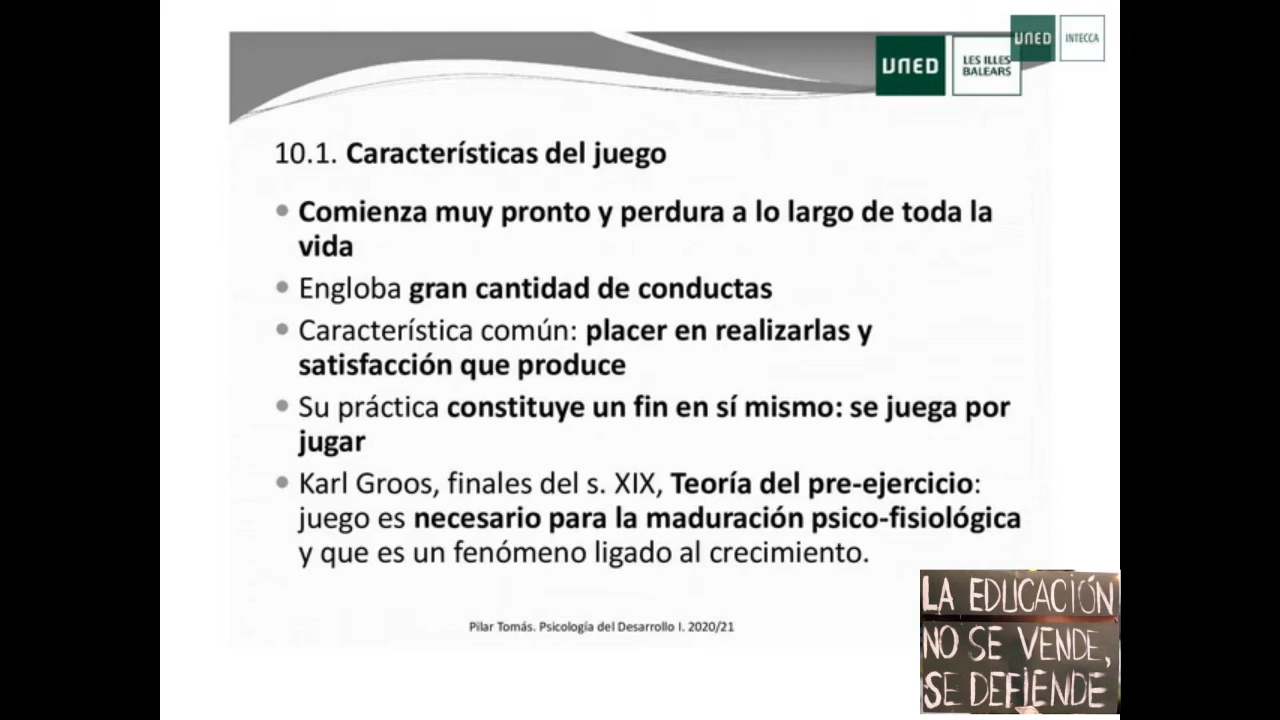 UNED
INTECCA
UNED
LES ILLES
BALEARS
10.1. Características del juego
• Comienza muy pronto y perdura a lo largo de toda la
vida
• Engloba gran cantidad de conductas
• Característica común: placer en realizarlas y
satisfacción que produce
• Su práctica constituye un fin en sí mismo: se juega por
jugar
• Karl Groos, finales del s. XIX, Teoría del pre-ejercicio:
juego es necesario para la maduración psico-fisiológica
y que es un fenómeno ligado al crecimiento.
Pilar Tomás. Psicología del Desarrollo I. 2020/21
LA EDUCACIÓN
NO SE VENDE,
SE DEFIENDE